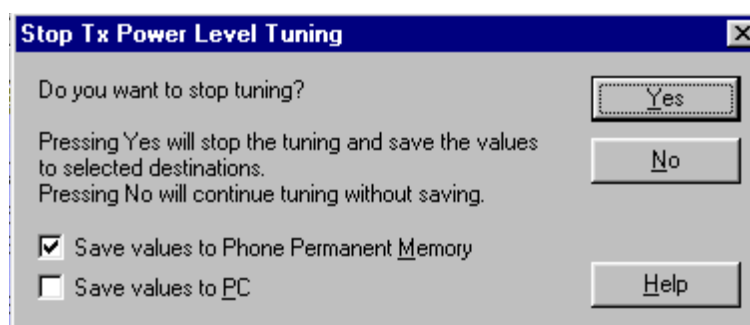 Stop Tx Power Level Tuning
Do you want to stop tuning?
Yes
Pressing Yes will stop the tuning and save the values
to selected destinations.
Pressing No will continue tuning without saving.
No
Save values to Phone Permanent Memory
Save values to PC
Help